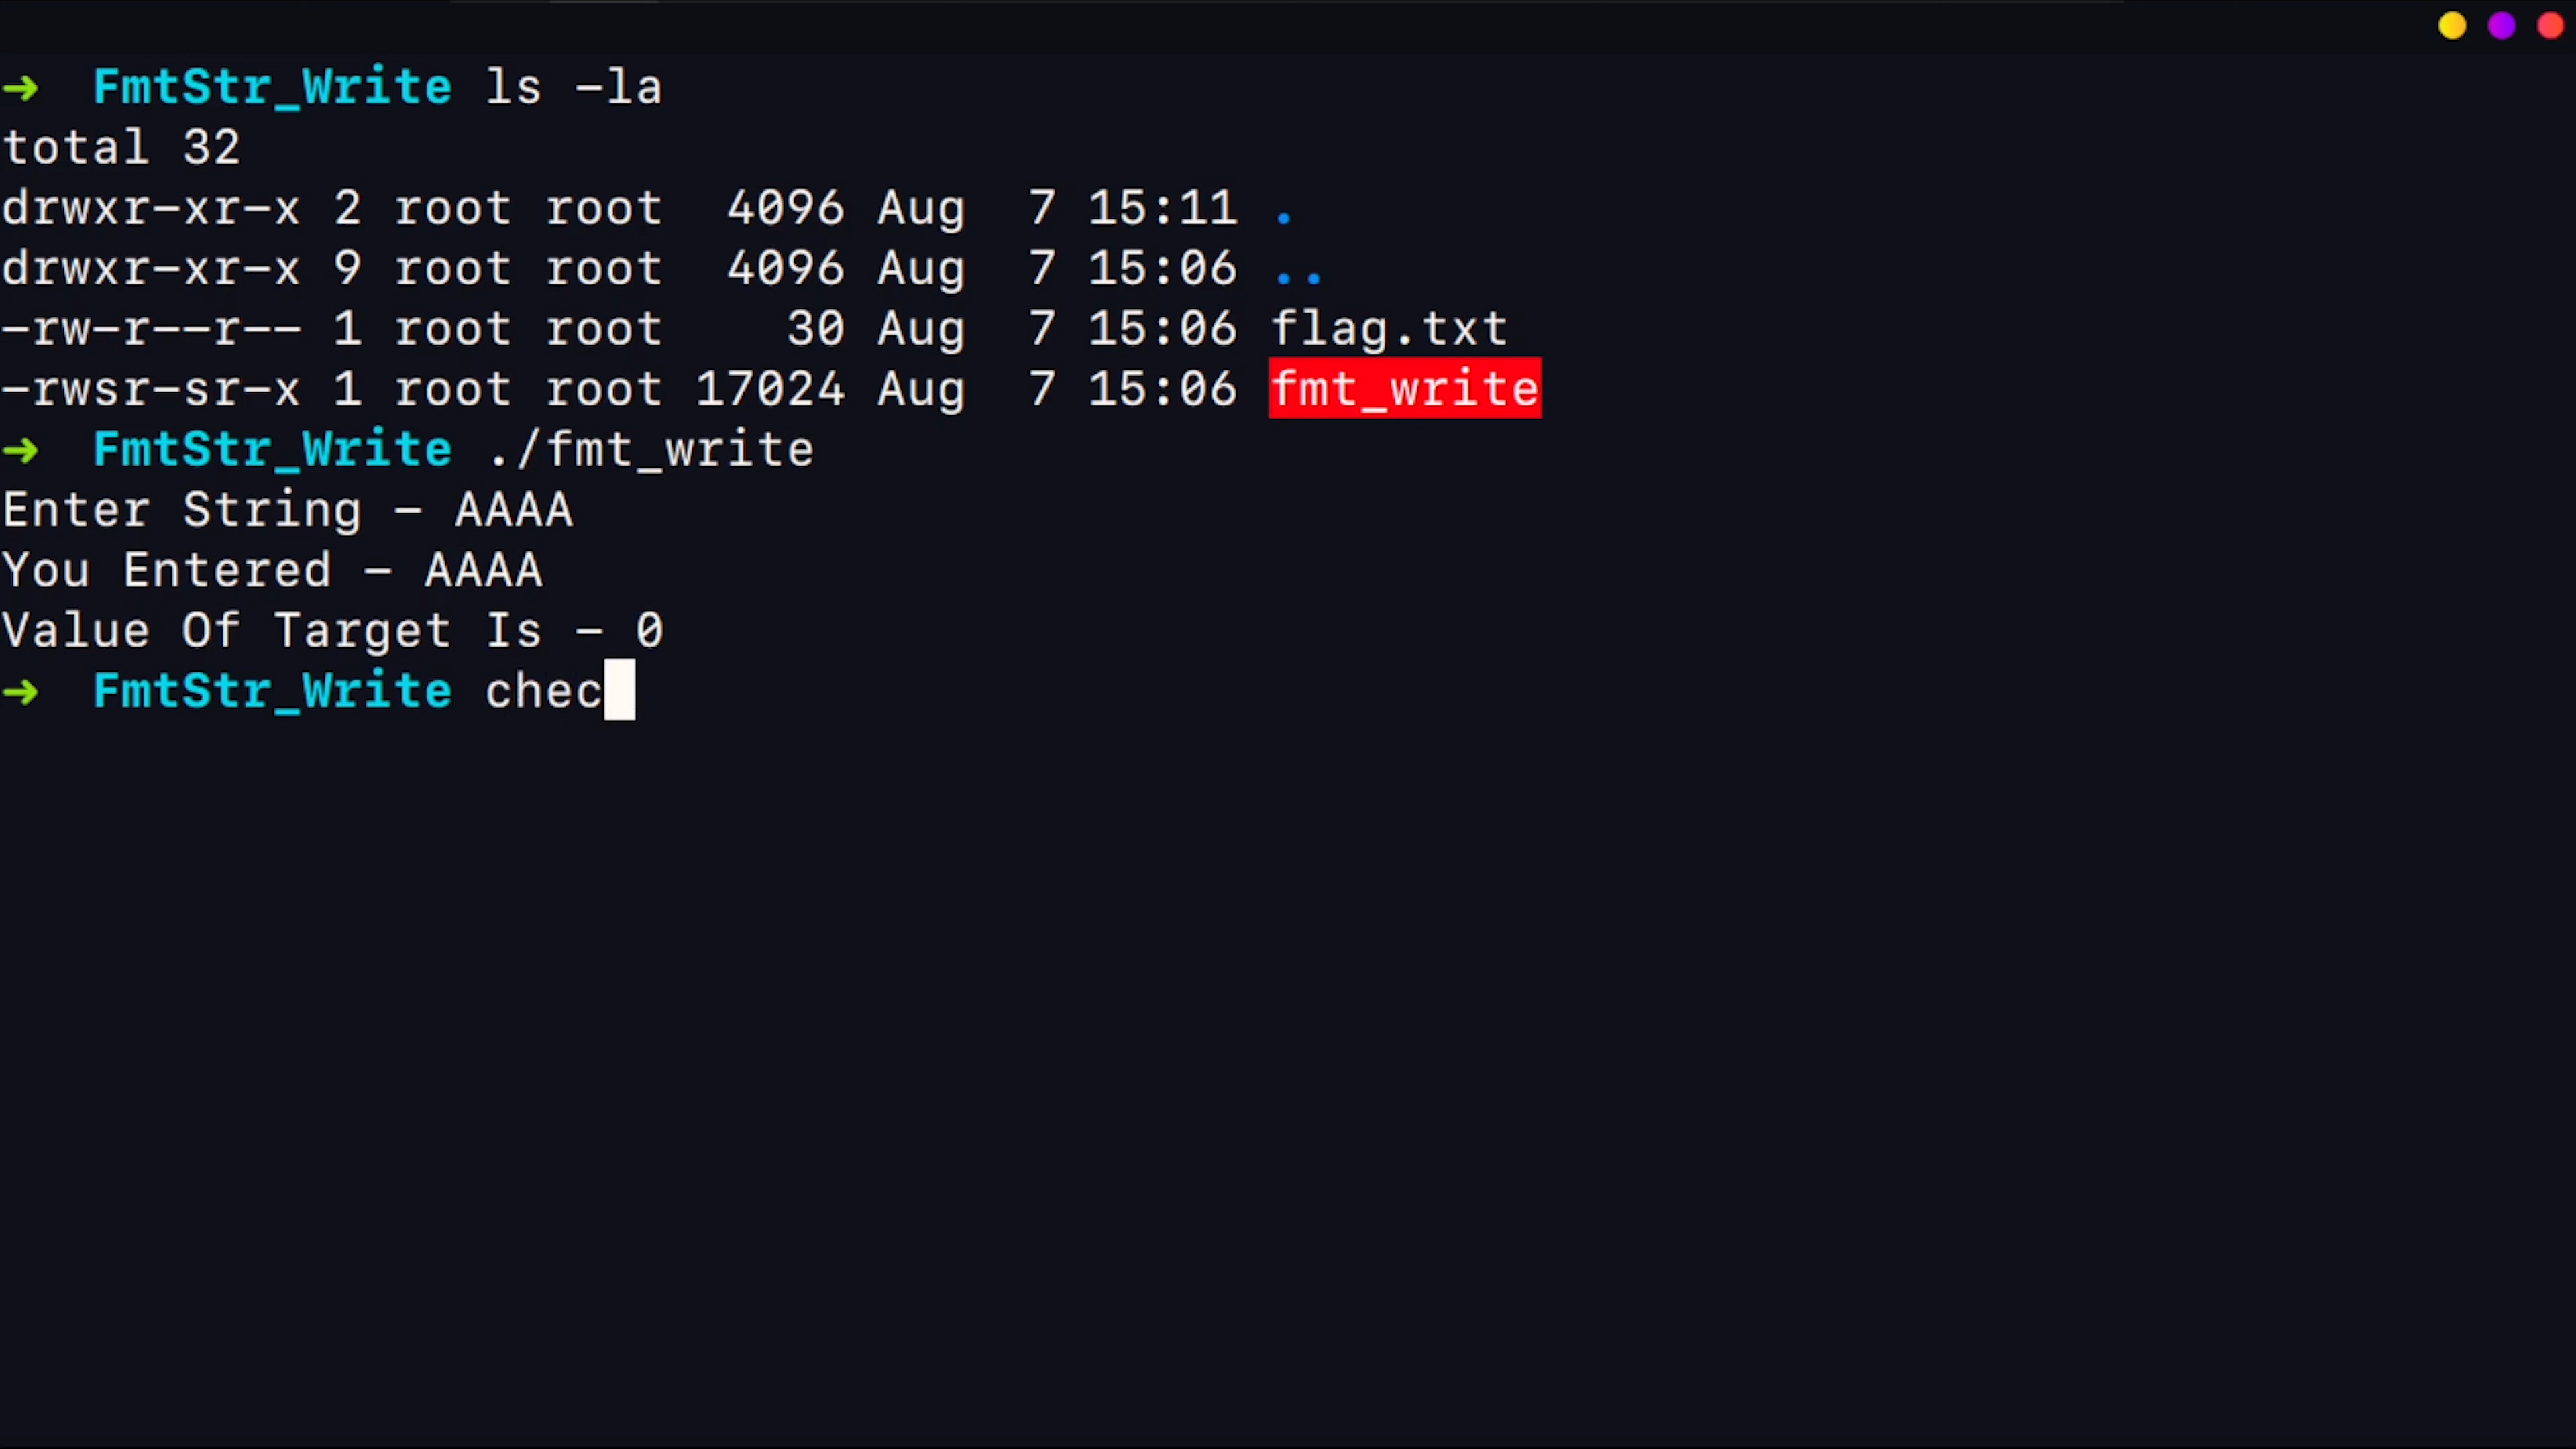 ➜  FmtStr_Write ls -la
total 32
drwxr-xr-x 2 root root  4096 Aug  7 15:11 .
drwxr-xr-x 9 root root  4096 Aug  7 15:06 ..
-rw-r--r-- 1 root root    30 Aug  7 15:06 flag.txt
-rwsr-sr-x 1 root root 17024 Aug  7 15:06 fmt_write
➜  FmtStr_Write ./fmt_write
Enter String - AAAA
You Entered - AAAA
Value Of Target Is - 0
➜  FmtStr_Write chec